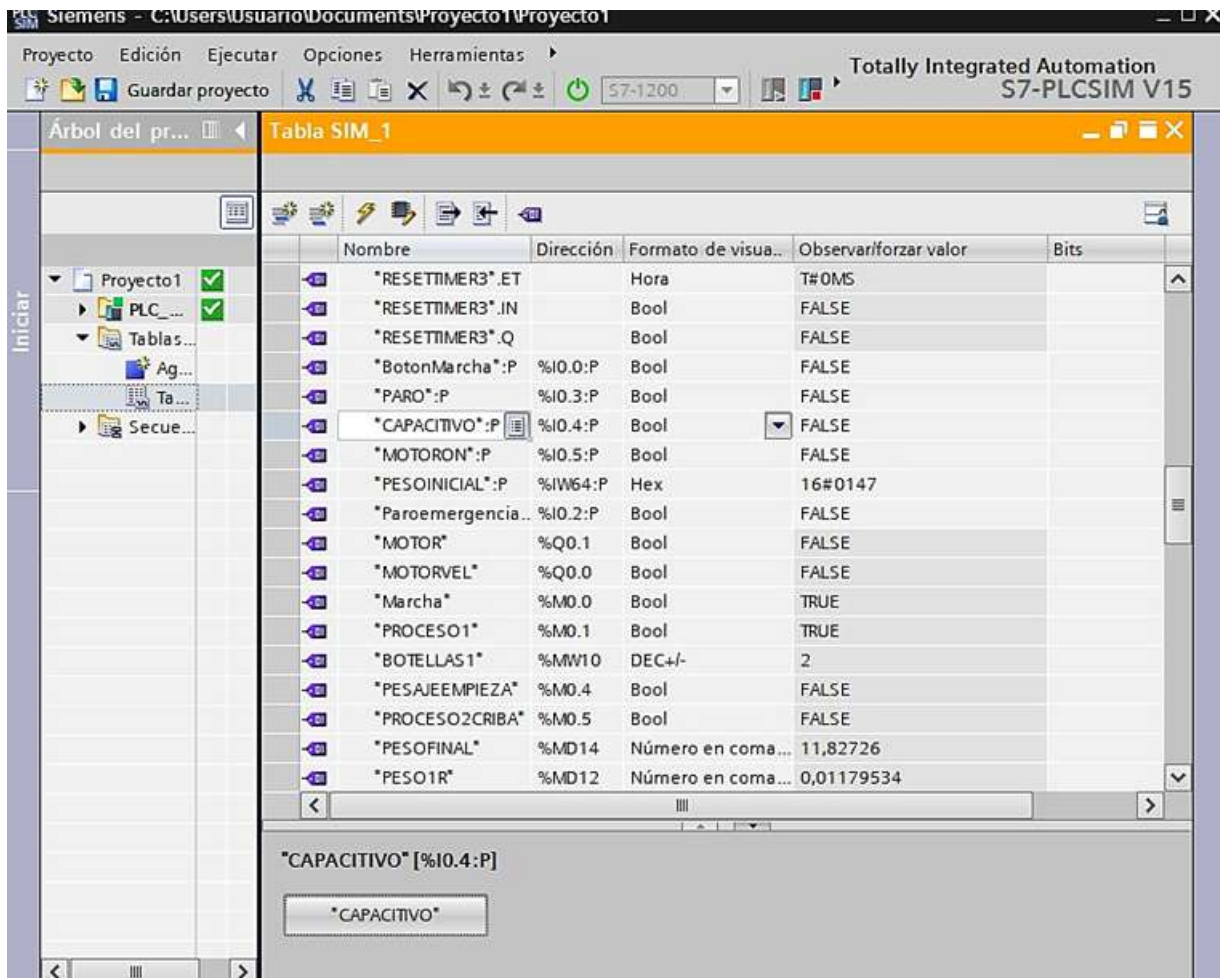 Siemens - C:\Users\Usuario\Documents\Proyecto1\Proyecto1
Proyecto Edición Ejecutar Opciones Herramientas
Totally Integrated Automation
S7-PLCSIM V15
Guardar proyecto S7-1200
Árbol del pr... Tabla SIM_1
Iniciar
Nombre Dirección Formato de visua.. Observar/forzar valor Bits
Proyecto1
PLC_...
Tablas...
Ag...
Ta...
Secue...
"RESETTIMER3".ET Hora T#0MS
"RESETTIMER3".IN Bool FALSE
"RESETTIMER3".Q Bool FALSE
"BotonMarcha":P %I0.0:P Bool FALSE
"PARO":P %I0.3:P Bool FALSE
"CAPACITIVO":P %I0.4:P Bool FALSE
"MOTORON":P %I0.5:P Bool FALSE
"PESOINICIAL":P %IW64:P Hex 16#0147
"Paroemergencia.. %I0.2:P Bool FALSE
"MOTOR" %Q0.1 Bool FALSE
"MOTORVEL" %Q0.0 Bool FALSE
"Marcha" %M0.0 Bool TRUE
"PROCESO1" %M0.1 Bool TRUE
"BOTELLAS1" %MW10 DEC+/- 2
"PESAJEEMPIEZA" %M0.4 Bool FALSE
"PROCESO2CRIBA" %M0.5 Bool FALSE
"PESOFINAL" %MD14 Número en coma... 11,82726
"PESO1R" %MD12 Número en coma... 0,01179534
"CAPACITIVO" [%I0.4:P]
"CAPACITIVO"